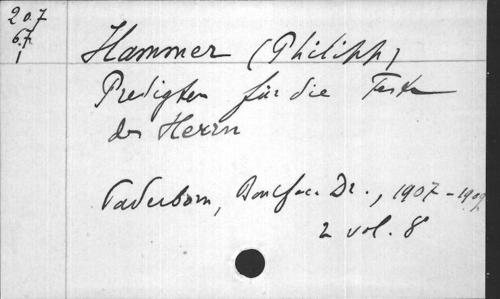 207
67
1
Hammer (Philipp)
Predigten für die Feste
des Herrn
Paderborn, Bonifac. Dr., 1907-1909
2 vol. 8°